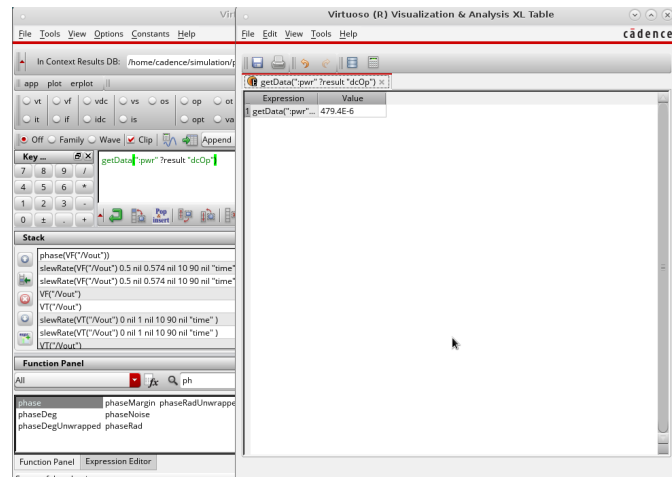 Vir
File Tools View Options Constants Help
In Context Results DB: /home/cadence/simulation/p
app plot erplot
vt vf vdc vs os op ot
it if idc is opt va
Off Family Wave Clip Append
Key ...
7 8 9 /
4 5 6 *
1 2 3 -
0 ± . +
getData(":pwr" ?result "dcOp")
Pop
insert
Stack
phase(VF("/Vout"))
slewRate(VF("/Vout") 0.5 nil 0.574 nil 10 90 nil "time"
slewRate(VF("/Vout") 0.5 nil 0.574 nil 10 90 nil "time"
VF("/Vout")
VT("/Vout")
slewRate(VT("/Vout") 0 nil 1 nil 10 90 nil "time" )
slewRate(VT("/Vout") 0 nil 1 nil 10 90 nil "time" )
VT("/Vout")
Function Panel
All fx ph
phase phaseMargin phaseRadUnwrappe
phaseDeg phaseNoise
phaseDegUnwrapped phaseRad
Function Panel Expression Editor
Virtuoso (R) Visualization & Analysis XL Table
File Edit View Tools Help cādence
getData(":pwr" ?result "dcOp")
Expression Value
1 getData(":pwr"... 479.4E-6